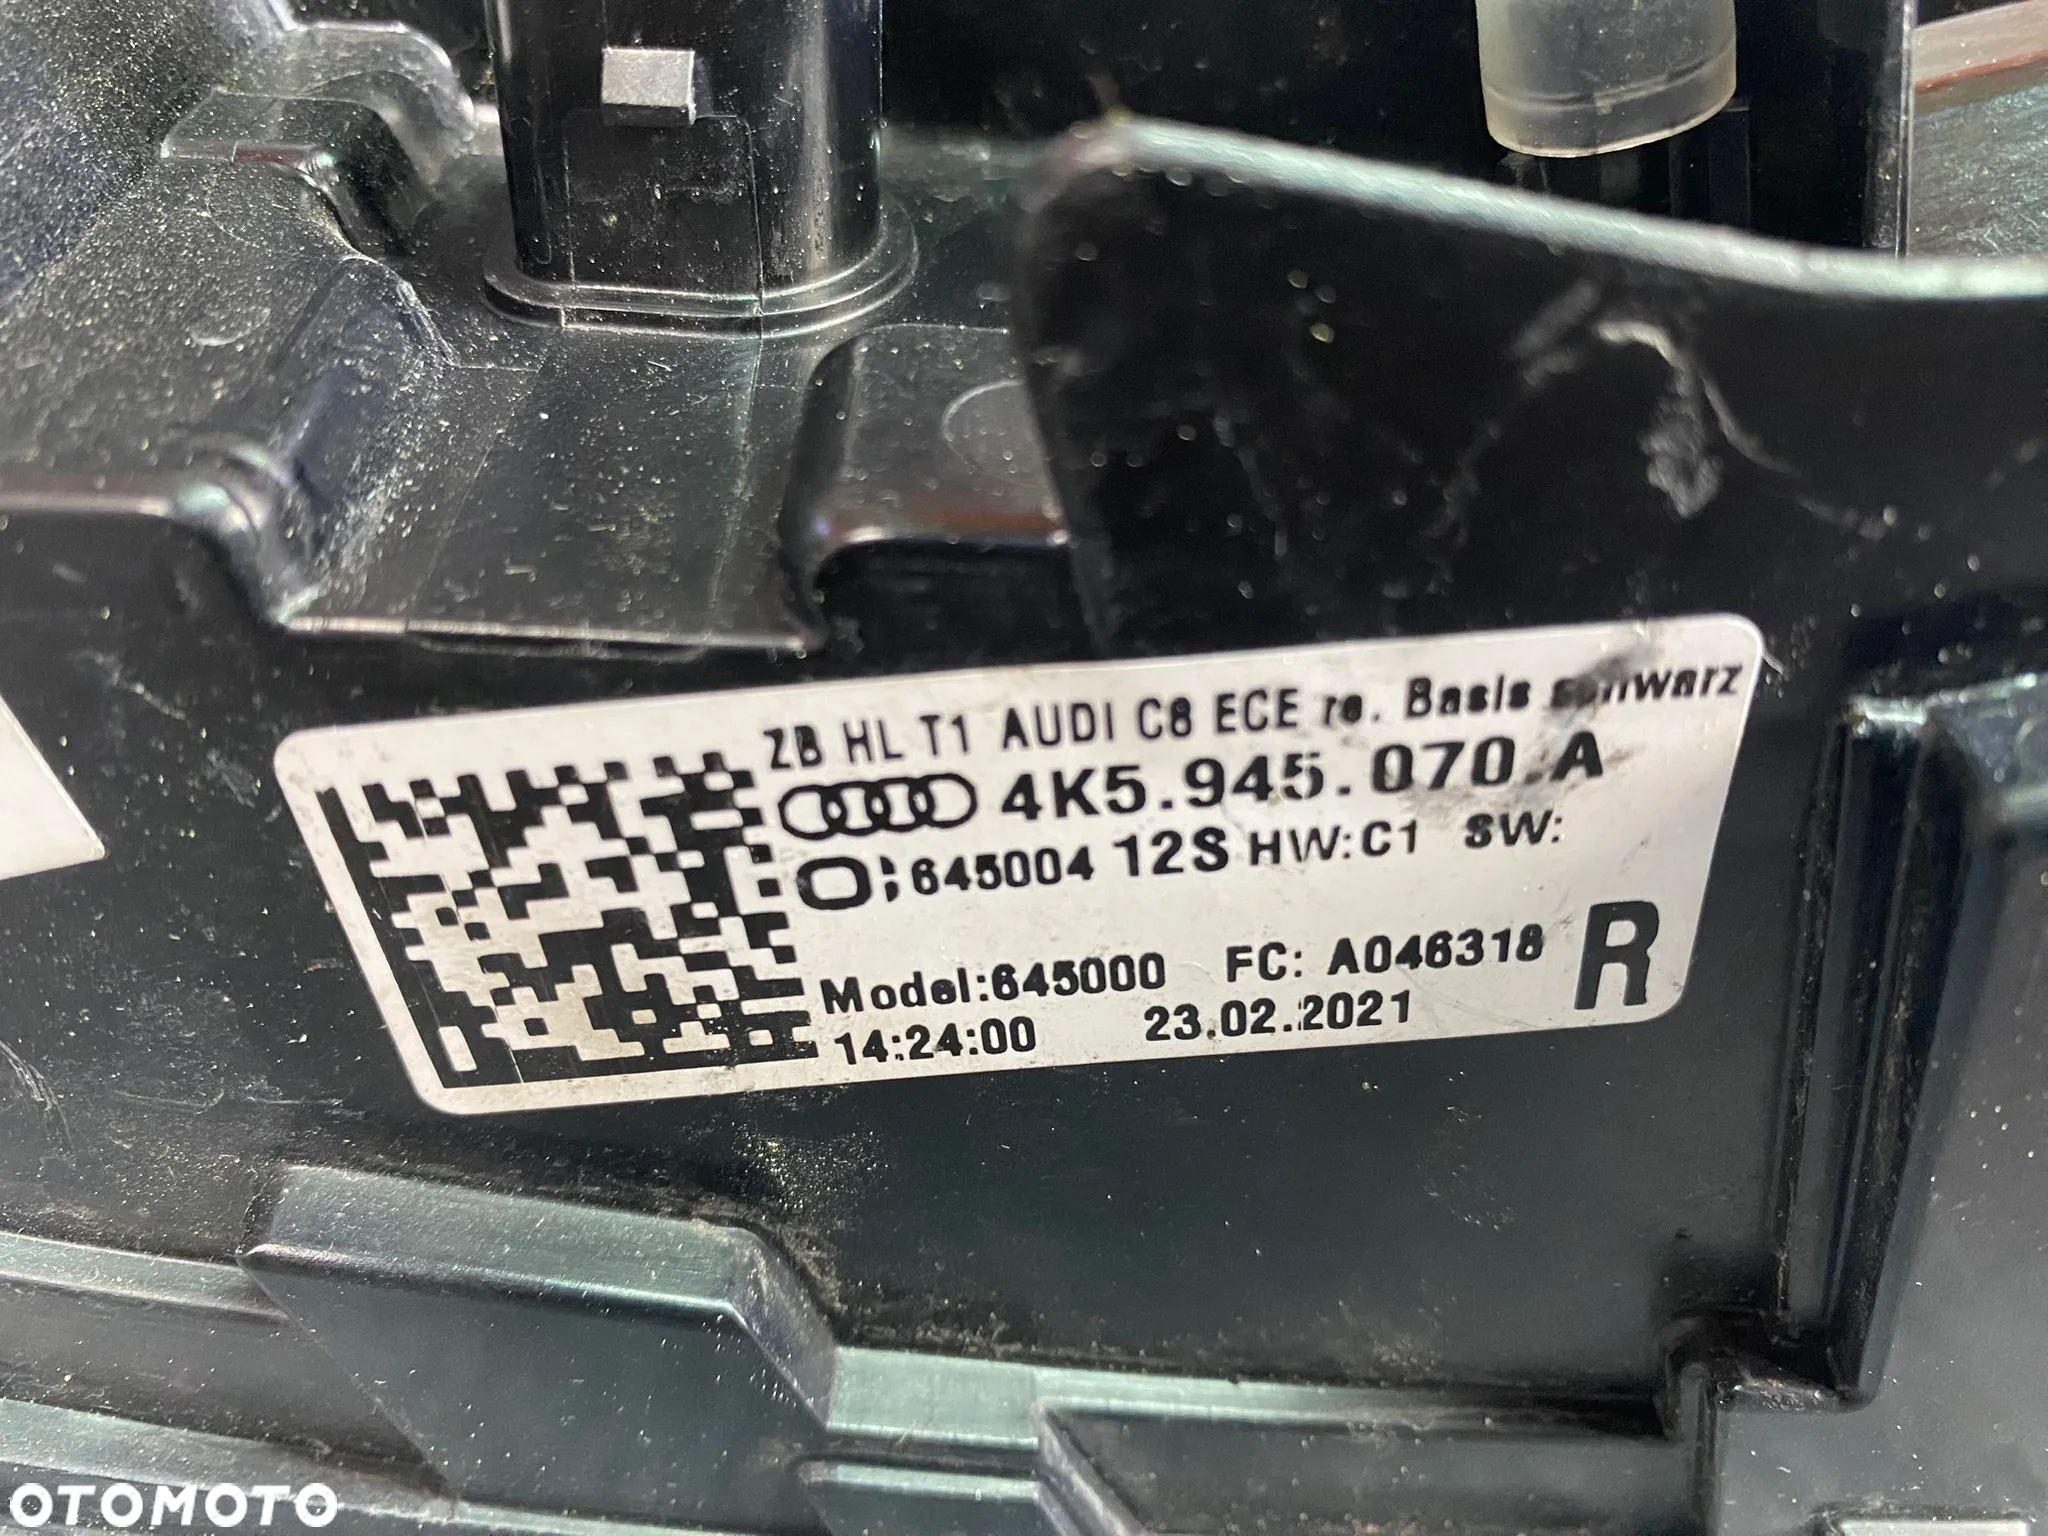 ZB HL T1 AUDI C8 ECE re. Basis schwarz
4K5.945.070.A
645004 12S HW:C1 SW:
Model:645000 FC: A046318
R
14:24:00 23.02.2021
OTOMOTO